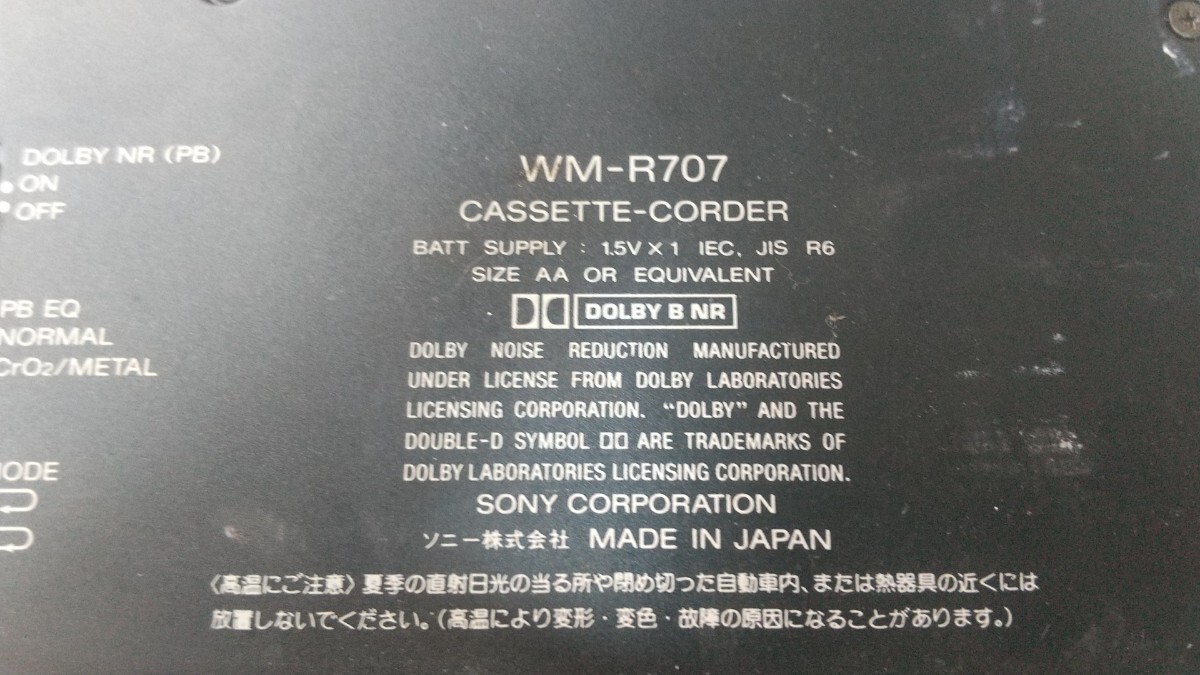 DOLBY NR (PB)
ON
OFF
PB EQ
NORMAL
CrO2/METAL
WM-R707
CASSETTE-CORDER
BATT SUPPLY : 1.5V X 1 IEC, JIS R6
SIZE AA OR EQUIVALENT
DOLBY B NR
DOLBY NOISE REDUCTION MANUFACTURED
UNDER LICENSE FROM DOLBY LABORATORIES
LICENSING CORPORATION. “DOLBY” AND THE
DOUBLE-D SYMBOL ARE TRADEMARKS OF
DOLBY LABORATORIES LICENSING CORPORATION.
SONY CORPORATION
ソニー株式会社 MADE IN JAPAN
〈高温にご注意〉夏季の直射日光の当る所や閉め切った自動車内、または熱器具の近くには
放置しないでください。(高温により変形・変色・故障の原因になることがあります。)